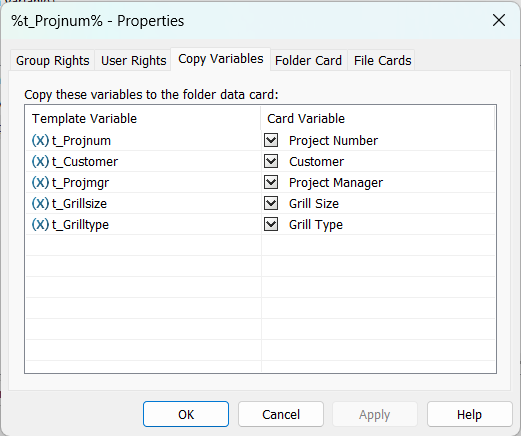 %t_Projnum% - Properties
Group Rights User Rights Copy Variables Folder Card File Cards
Copy these variables to the folder data card:
Template Variable Card Variable
(x) t_Projnum Project Number
(x) t_Customer Customer
(x) t_Projmgr Project Manager
(x) t_Grillsize Grill Size
(x) t_Grilltype Grill Type
OK Cancel Apply Help